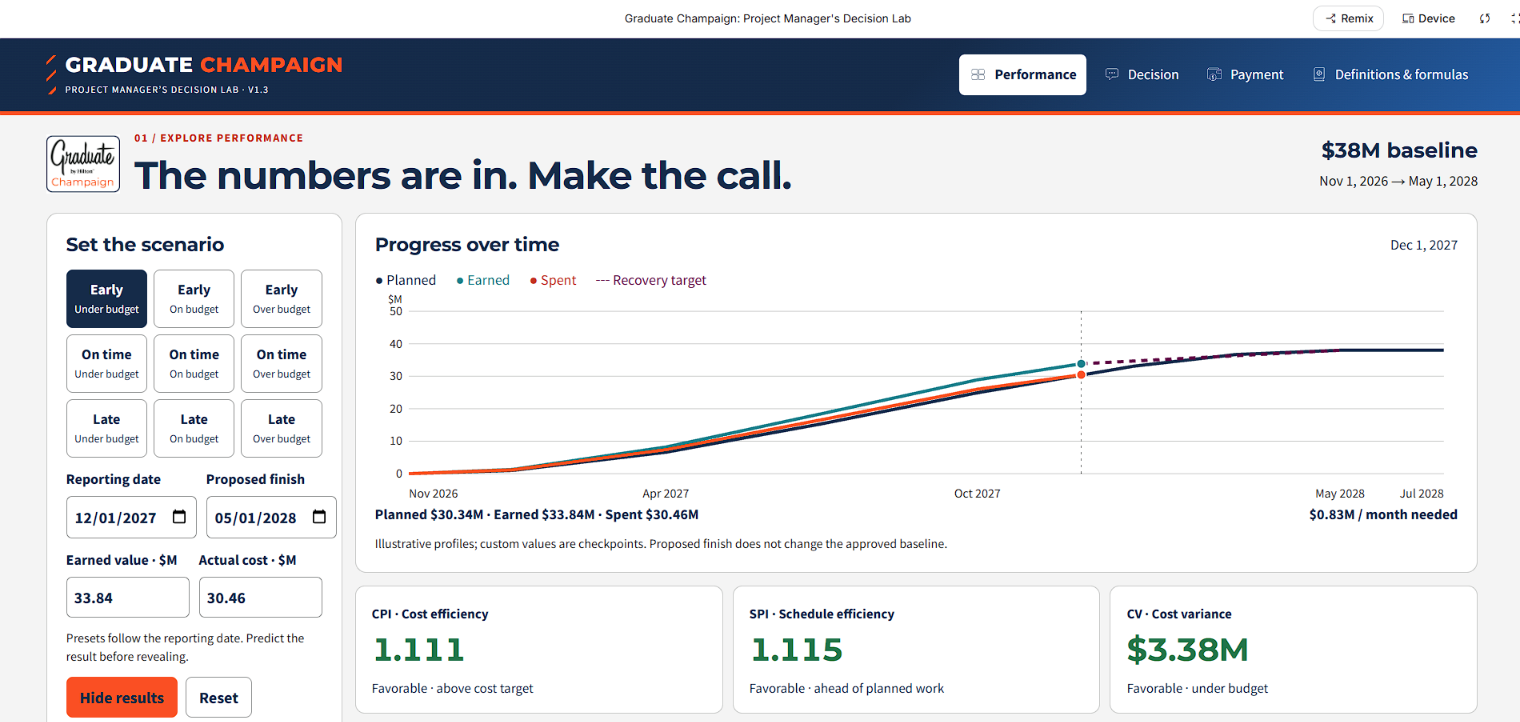 Graduate Champaign: Project Manager's Decision Lab
Remix
Device
GRADUATE CHAMPAIGN
PROJECT MANAGER'S DECISION LAB · V1.3
Performance
Decision
Payment
Definitions & formulas
Graduate
by Hilton
Champaign
01 / EXPLORE PERFORMANCE
The numbers are in. Make the call.
$38M baseline
Nov 1, 2026 → May 1, 2028
Set the scenario
Early
Under budget
Early
On budget
Early
Over budget
On time
Under budget
On time
On budget
On time
Over budget
Late
Under budget
Late
On budget
Late
Over budget
Reporting date
Proposed finish
12/01/2027
05/01/2028
Earned value · $M
Actual cost · $M
33.84
30.46
Presets follow the reporting date. Predict the
result before revealing.
Hide results
Reset
Progress over time
Dec 1, 2027
Planned
Earned
Spent
--- Recovery target
$M
50
40
30
20
10
0
Nov 2026
Apr 2027
Oct 2027
May 2028
Jul 2028
Planned $30.34M · Earned $33.84M · Spent $30.46M
$0.83M / month needed
Illustrative profiles; custom values are checkpoints. Proposed finish does not change the approved baseline.
CPI · Cost efficiency
1.111
Favorable · above cost target
SPI · Schedule efficiency
1.115
Favorable · ahead of planned work
CV · Cost variance
$3.38M
Favorable · under budget